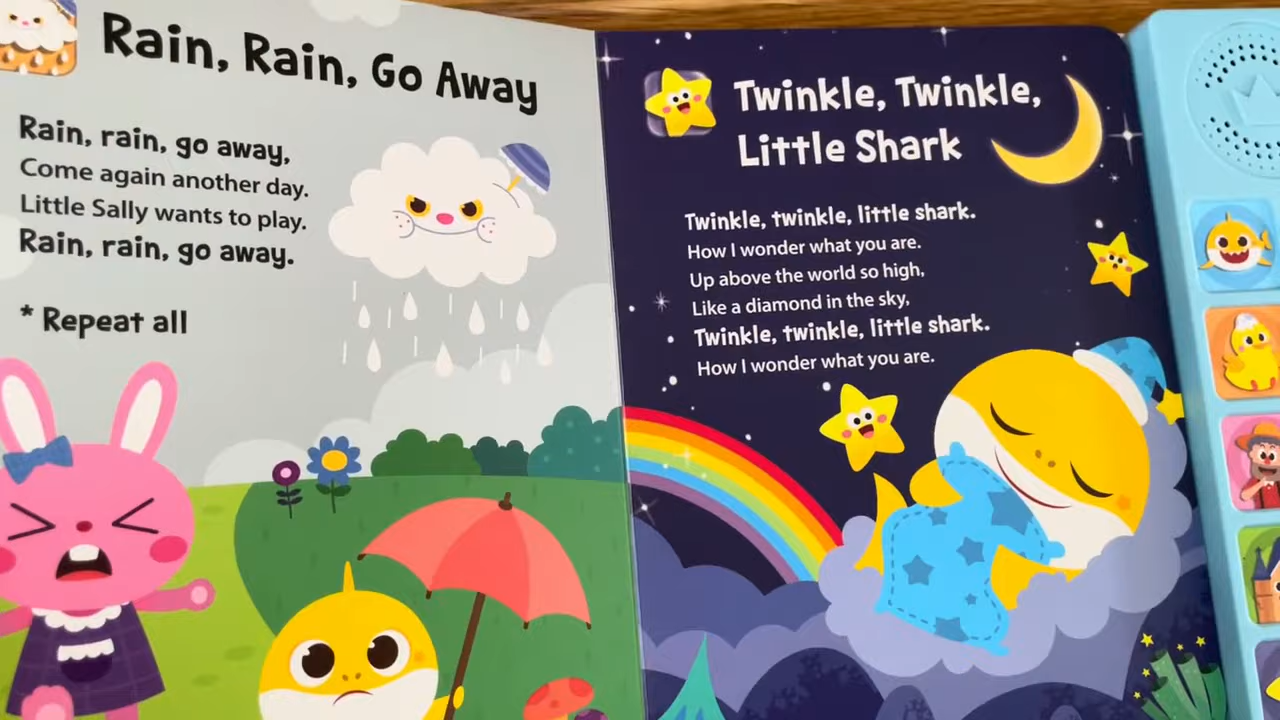 Rain, Rain, Go Away
Rain, rain, go away,
Come again another day.
Little Sally wants to play.
Rain, rain, go away.
* Repeat all
Twinkle, Twinkle,
Little Shark
Twinkle, twinkle, little shark.
How I wonder what you are.
Up above the world so high,
Like a diamond in the sky,
Twinkle, twinkle, little shark.
How I wonder what you are.